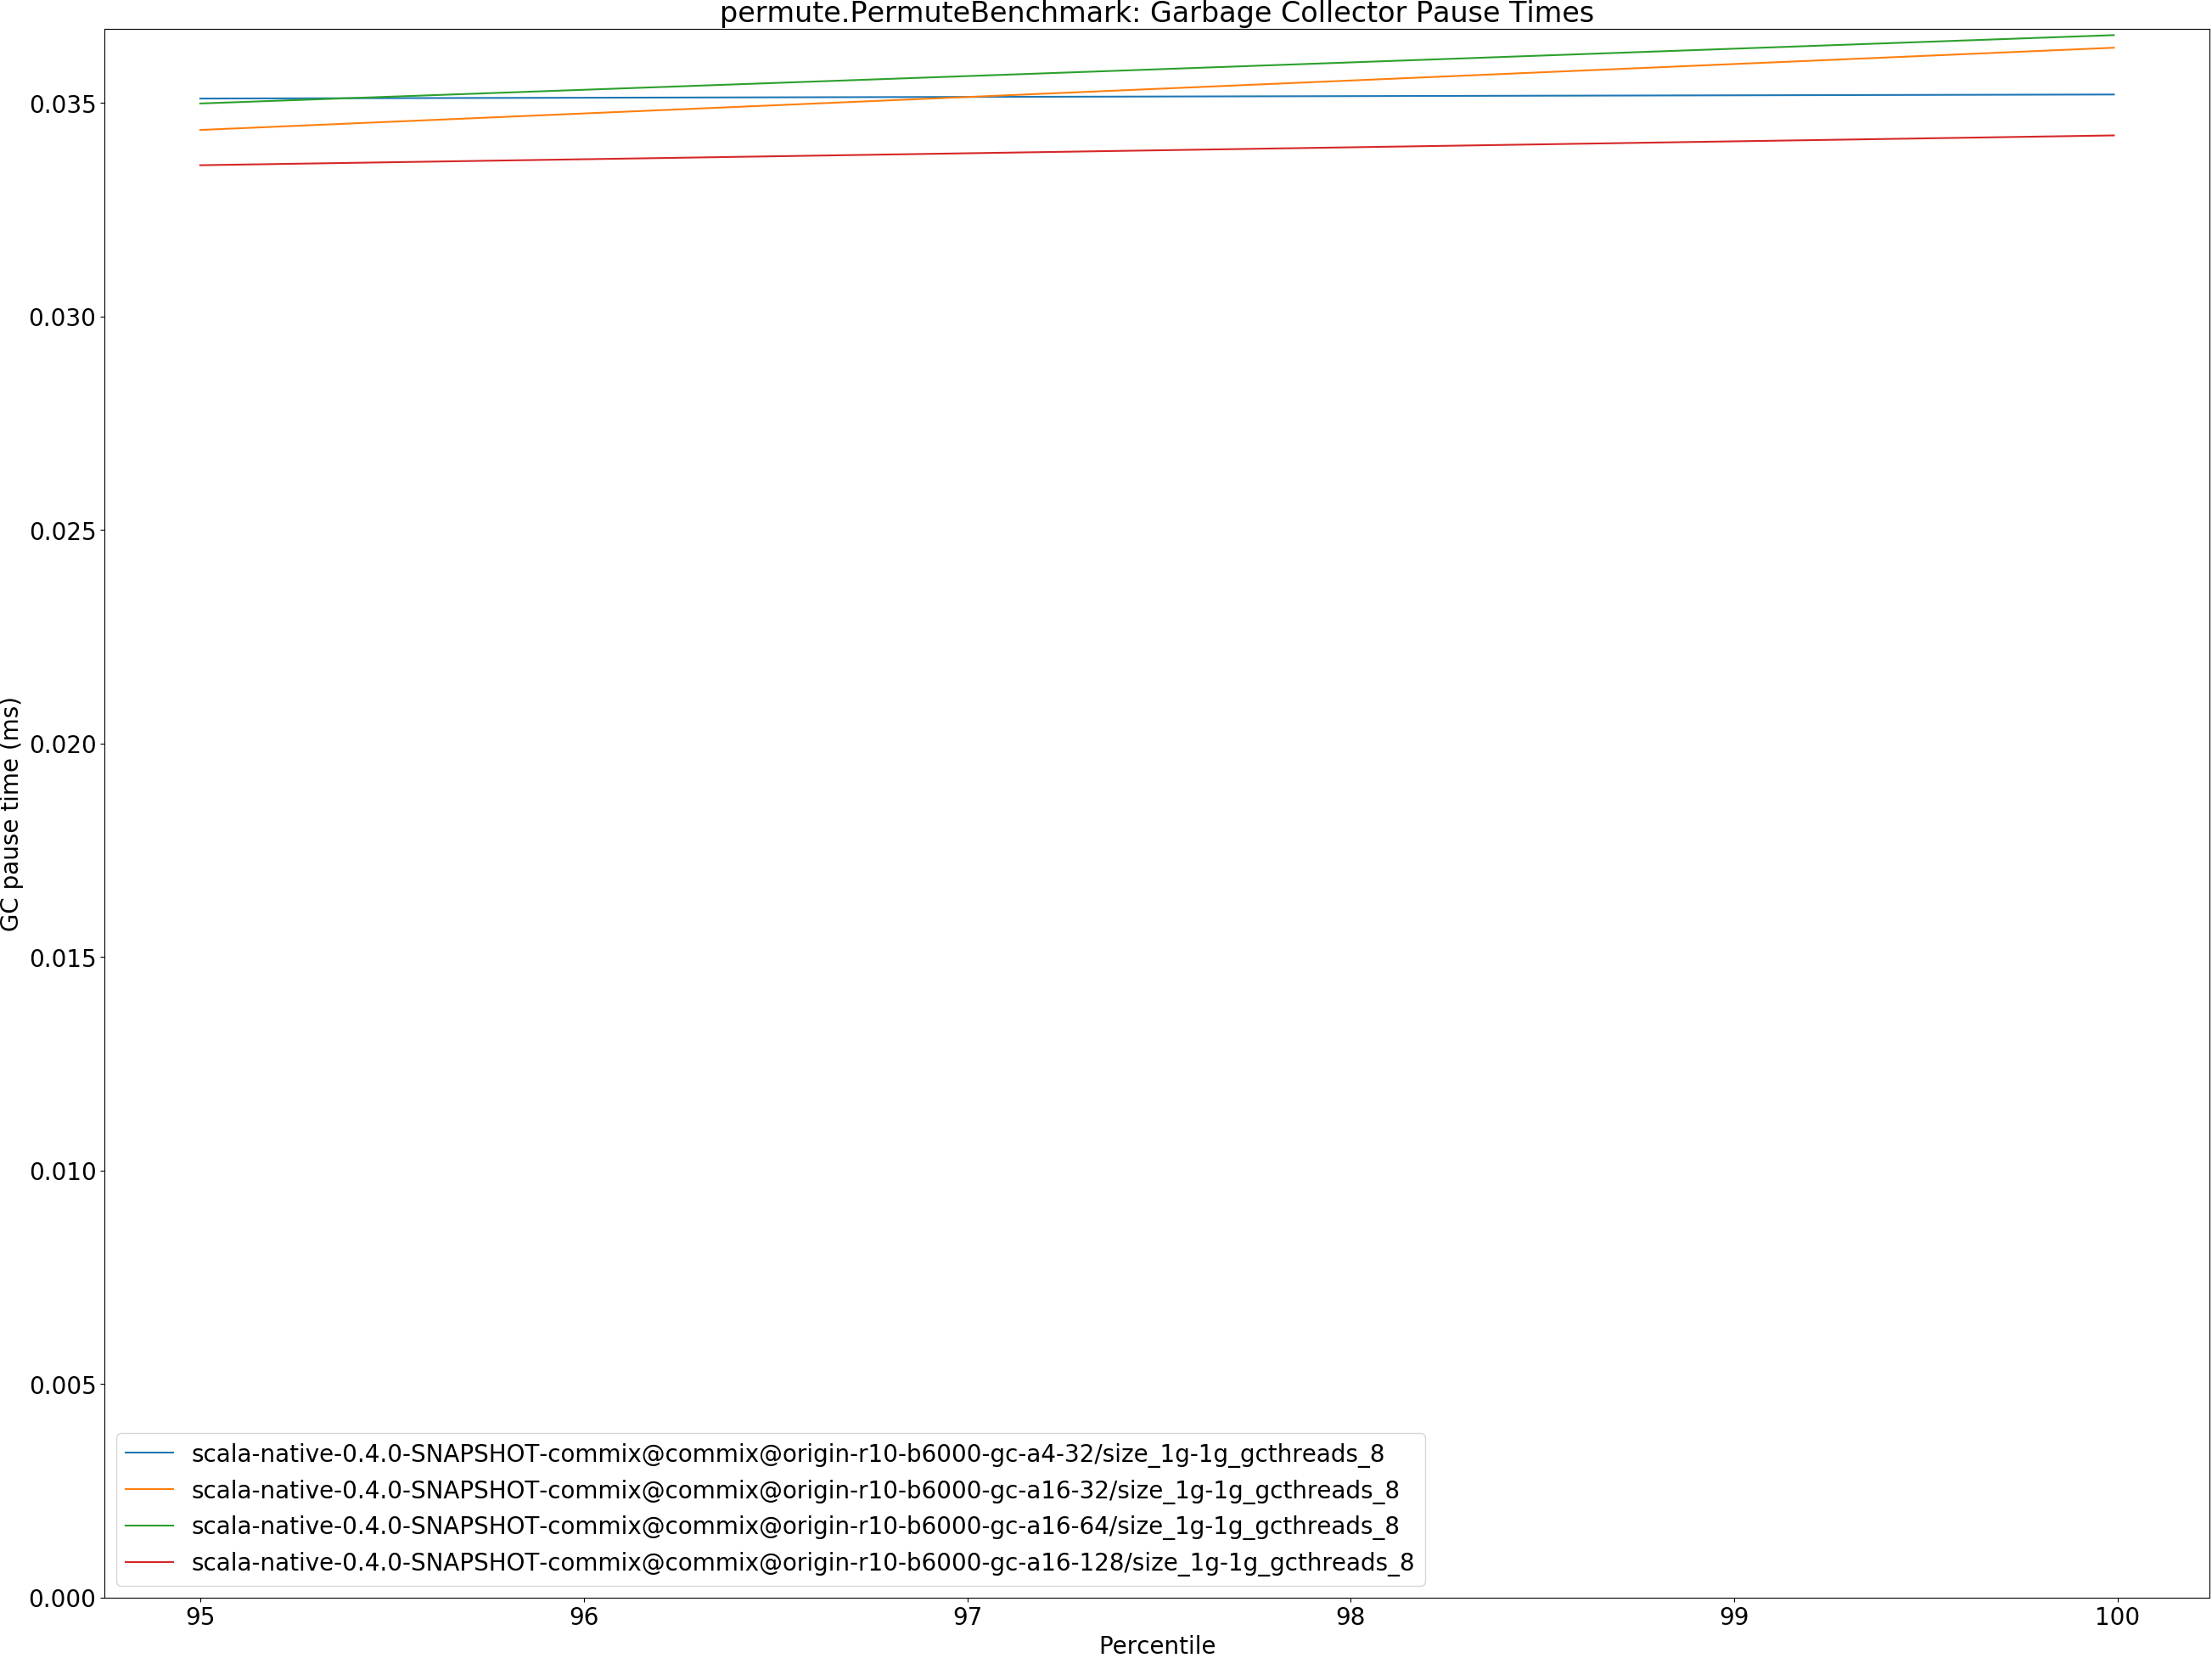 permute.PermuteBenchmark: Garbage Collector Pause Times
GC pause time (ms)
0.035
0.030
0.025
0.020
0.015
0.010
0.005
0.000
scala-native-0.4.0-SNAPSHOT-commix@commix@origin-r10-b6000-gc-a4-32/size_1g-1g_gcthreads_8
scala-native-0.4.0-SNAPSHOT-commix@commix@origin-r10-b6000-gc-a16-32/size_1g-1g_gcthreads_8
scala-native-0.4.0-SNAPSHOT-commix@commix@origin-r10-b6000-gc-a16-64/size_1g-1g_gcthreads_8
scala-native-0.4.0-SNAPSHOT-commix@commix@origin-r10-b6000-gc-a16-128/size_1g-1g_gcthreads_8
95 96 97 98 99 100
Percentile